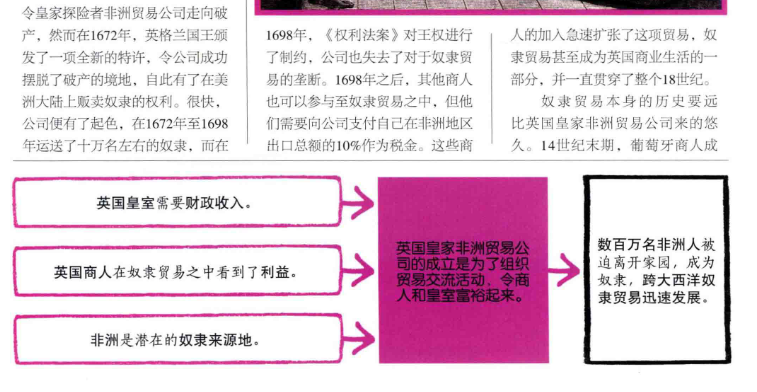 令皇家探险者非洲贸易公司走向破
产，然而在1672年，英格兰国王颁
发了一项全新的特许，令公司成功
摆脱了破产的境地，自此有了在美
洲大陆上贩卖奴隶的权利。很快，
公司便有了起色，在1672年至1698
年运送了十万名左右的奴隶，而在
1698年，《权利法案》对王权进行
了制约，公司也失去了对于奴隶贸
易的垄断。1698年之后，其他商人
也可以参与至奴隶贸易之中，但他
们需要向公司支付自己在非洲地区
出口总额的10%作为税金。这些商
人的加入急速扩张了这项贸易，奴
隶贸易甚至成为英国商业生活的一
部分，并一直贯穿了整个18世纪。
奴隶贸易本身的历史要远
比英国皇家非洲贸易公司来的悠
久。14世纪末期，葡萄牙商人成
英国皇室需要财政收入。
英国商人在奴隶贸易之中看到了利益。
非洲是潜在的奴隶来源地。
英国皇家非洲贸易公
司的成立是为了组织
贸易交流活动，令商
人和皇室富裕起来。
数百万名非洲人被
迫离开家园，成为
奴隶，跨大西洋奴
隶贸易迅速发展。